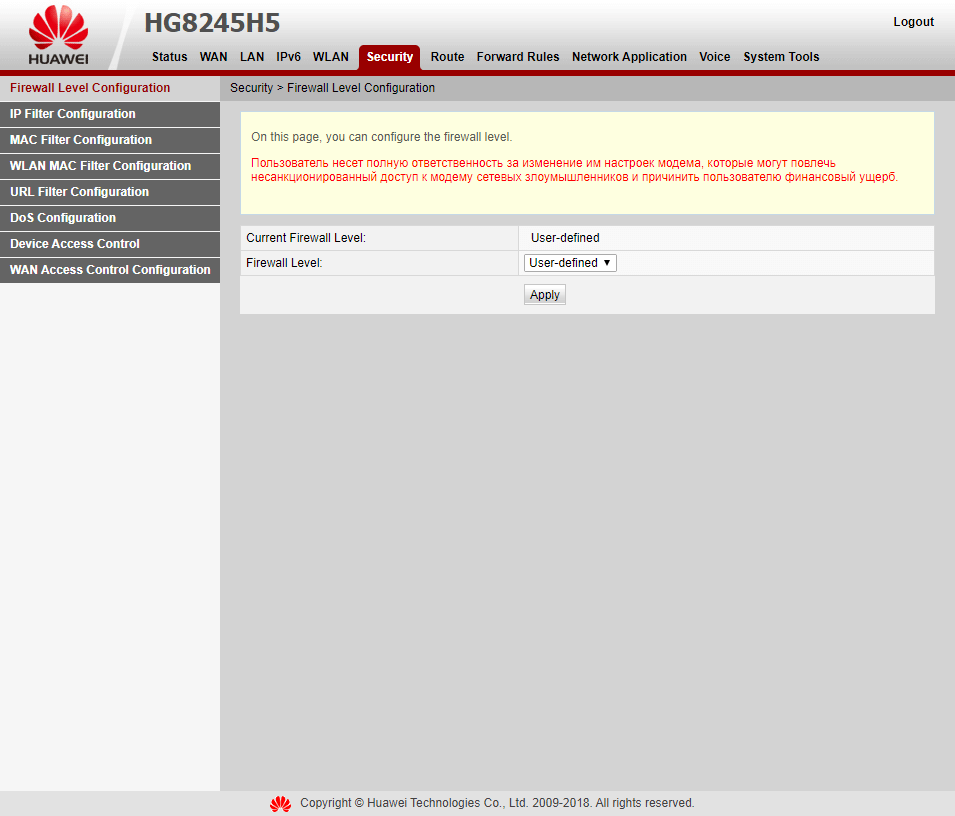 HUAWEI
HG8245H5
Logout
Status WAN LAN IPv6 WLAN Security Route Forward Rules Network Application Voice System Tools
Firewall Level Configuration
IP Filter Configuration
MAC Filter Configuration
WLAN MAC Filter Configuration
URL Filter Configuration
DoS Configuration
Device Access Control
WAN Access Control Configuration
Security > Firewall Level Configuration
On this page, you can configure the firewall level.
Пользователь несет полную ответственность за изменение им настроек модема, которые могут повлечь
несанкционированный доступ к модему сетевых злоумышленников и причинить пользователю финансовый ущерб.
Current Firewall Level: User-defined
Firewall Level: User-defined
Apply
Copyright © Huawei Technologies Co., Ltd. 2009-2018. All rights reserved.